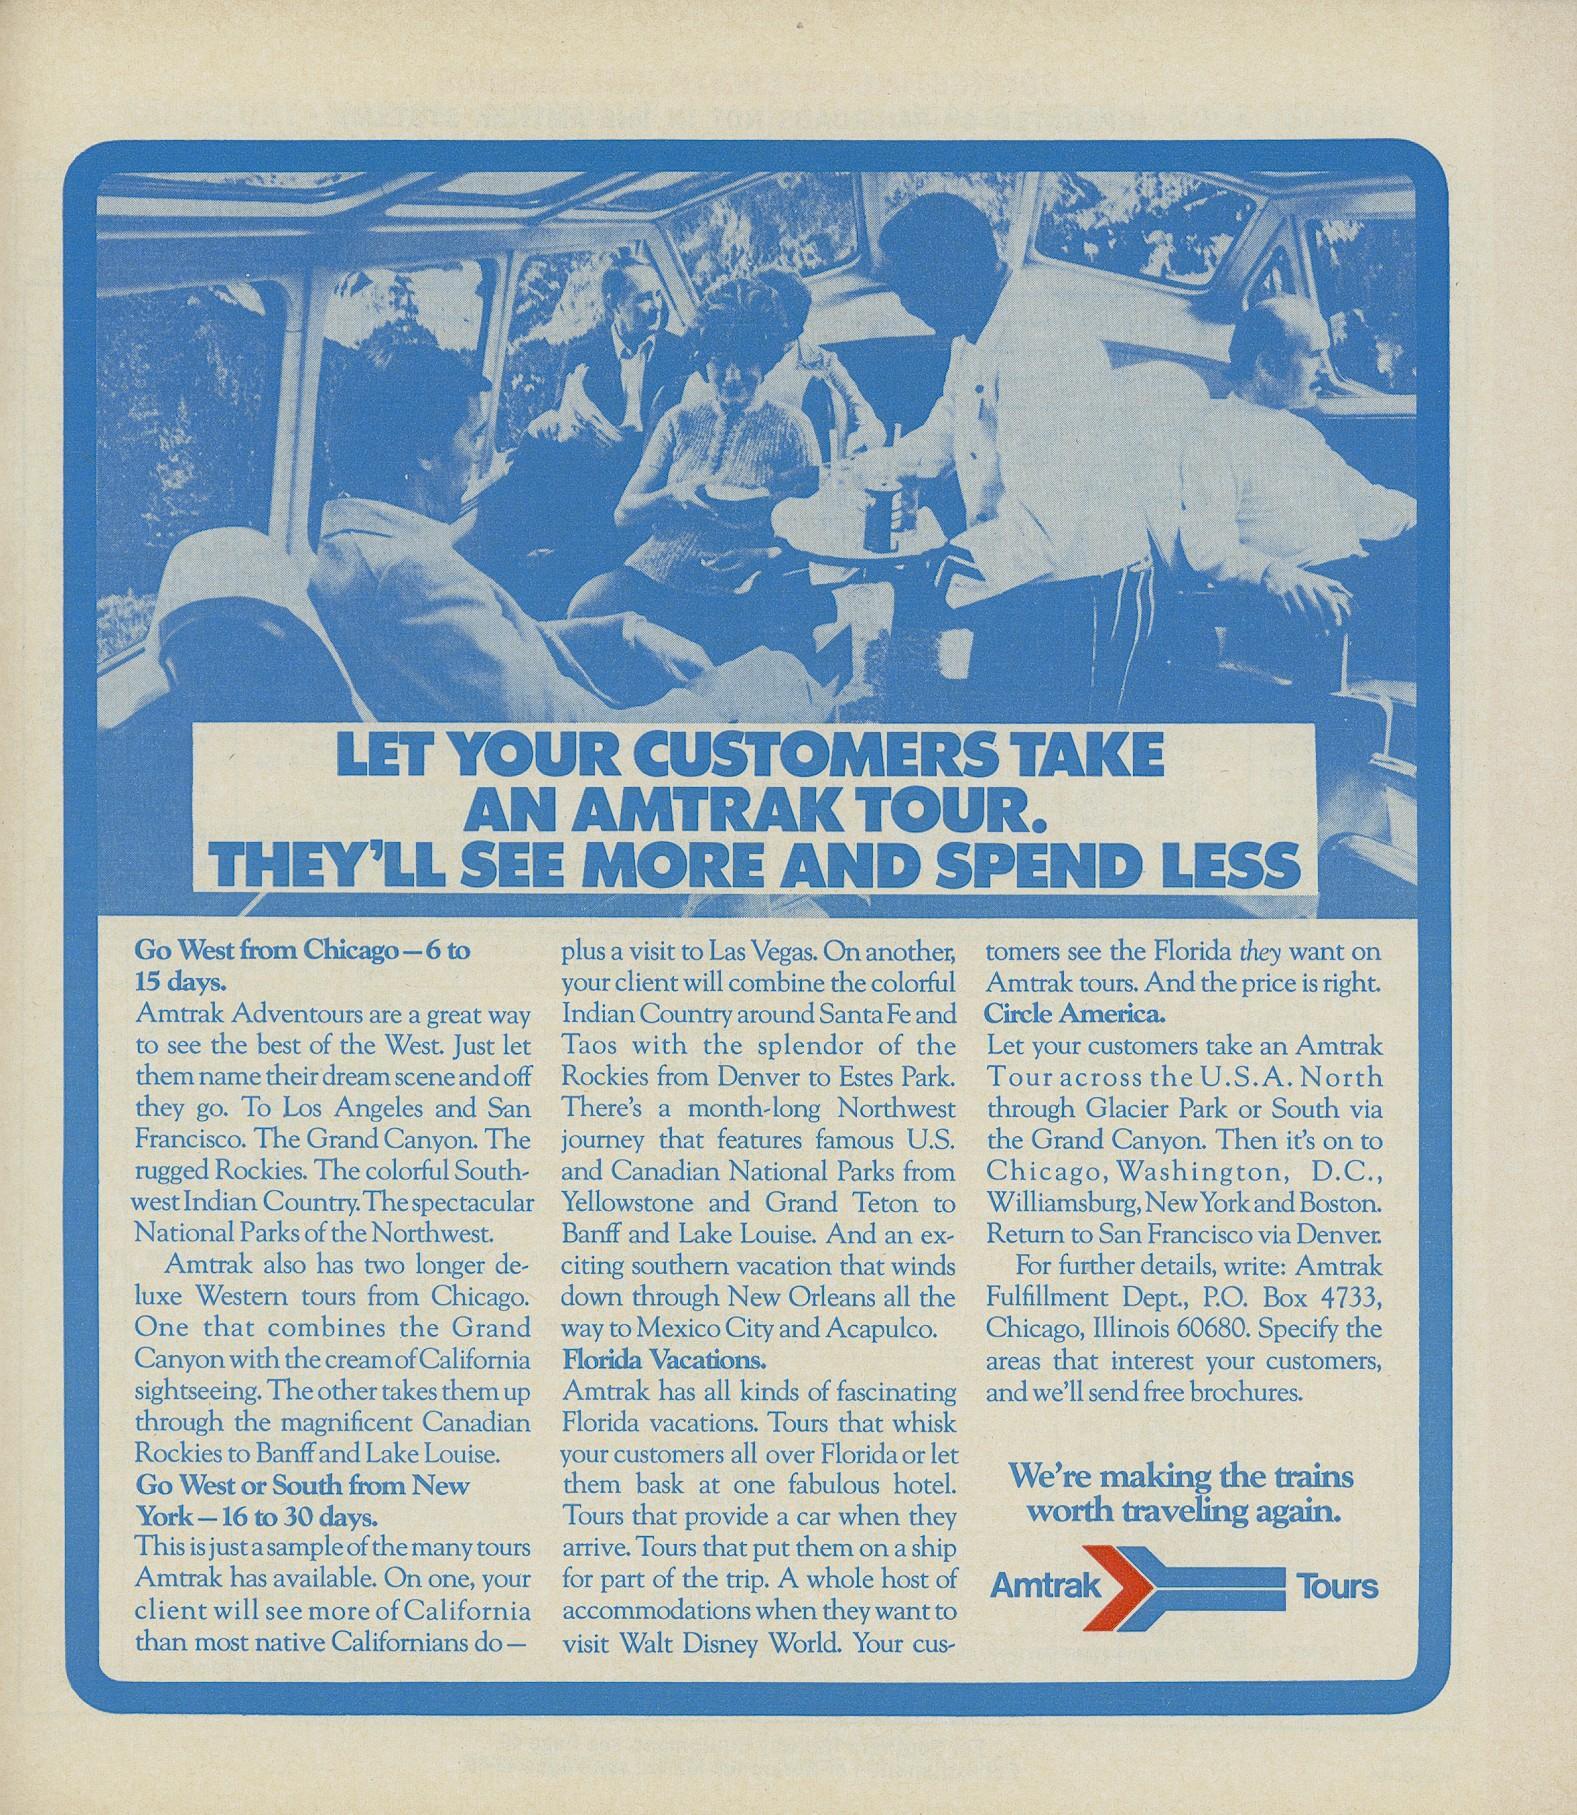 LET YOUR CUSTOMERS TAKE
AN AMTRAK TOUR.
THEY'LL SEE MORE AND SPEND LESS
Go West from Chicago—6 to
15 days.
Amtrak Adventours are a great way
to see the best of the West. Just let
them name their dream scene and off
they go. To Los Angeles and San
Francisco. The Grand Canyon. The
rugged Rockies. The colorful South-
west Indian Country. The spectacular
National Parks of the Northwest.
Amtrak also has two longer de-
luxe Western tours from Chicago.
One that combines the Grand
Canyon with the cream of California
sightseeing. The other takes them up
through the magnificent Canadian
Rockies to Banff and Lake Louise.
Go West or South from New
York—16 to 30 days.
This is just a sample of the many tours
Amtrak has available. On one, your
client will see more of California
than most native Californians do—
plus a visit to Las Vegas. On another,
your client will combine the colorful
Indian Country around Santa Fe and
Taos with the splendor of the
Rockies from Denver to Estes Park.
There's a month-long Northwest
journey that features famous U.S.
and Canadian National Parks from
Yellowstone and Grand Teton to
Banff and Lake Louise. And an ex-
citing southern vacation that winds
down through New Orleans all the
way to Mexico City and Acapulco.
Florida Vacations.
Amtrak has all kinds of fascinating
Florida vacations. Tours that whisk
your customers all over Florida or let
them bask at one fabulous hotel.
Tours that provide a car when they
arrive. Tours that put them on a ship
for part of the trip. A whole host of
accommodations when they want to
visit Walt Disney World. Your cus-
tomers see the Florida they want on
Amtrak tours. And the price is right.
Circle America.
Let your customers take an Amtrak
Tour across the U.S.A. North
through Glacier Park or South via
the Grand Canyon. Then it's on to
Chicago, Washington, D.C.,
Williamsburg, New York and Boston.
Return to San Francisco via Denver.
For further details, write: Amtrak
Fulfillment Dept., P.O. Box 4733,
Chicago, Illinois 60680. Specify the
areas that interest your customers,
and we'll send free brochures.
We're making the trains
worth traveling again.
Amtrak Tours